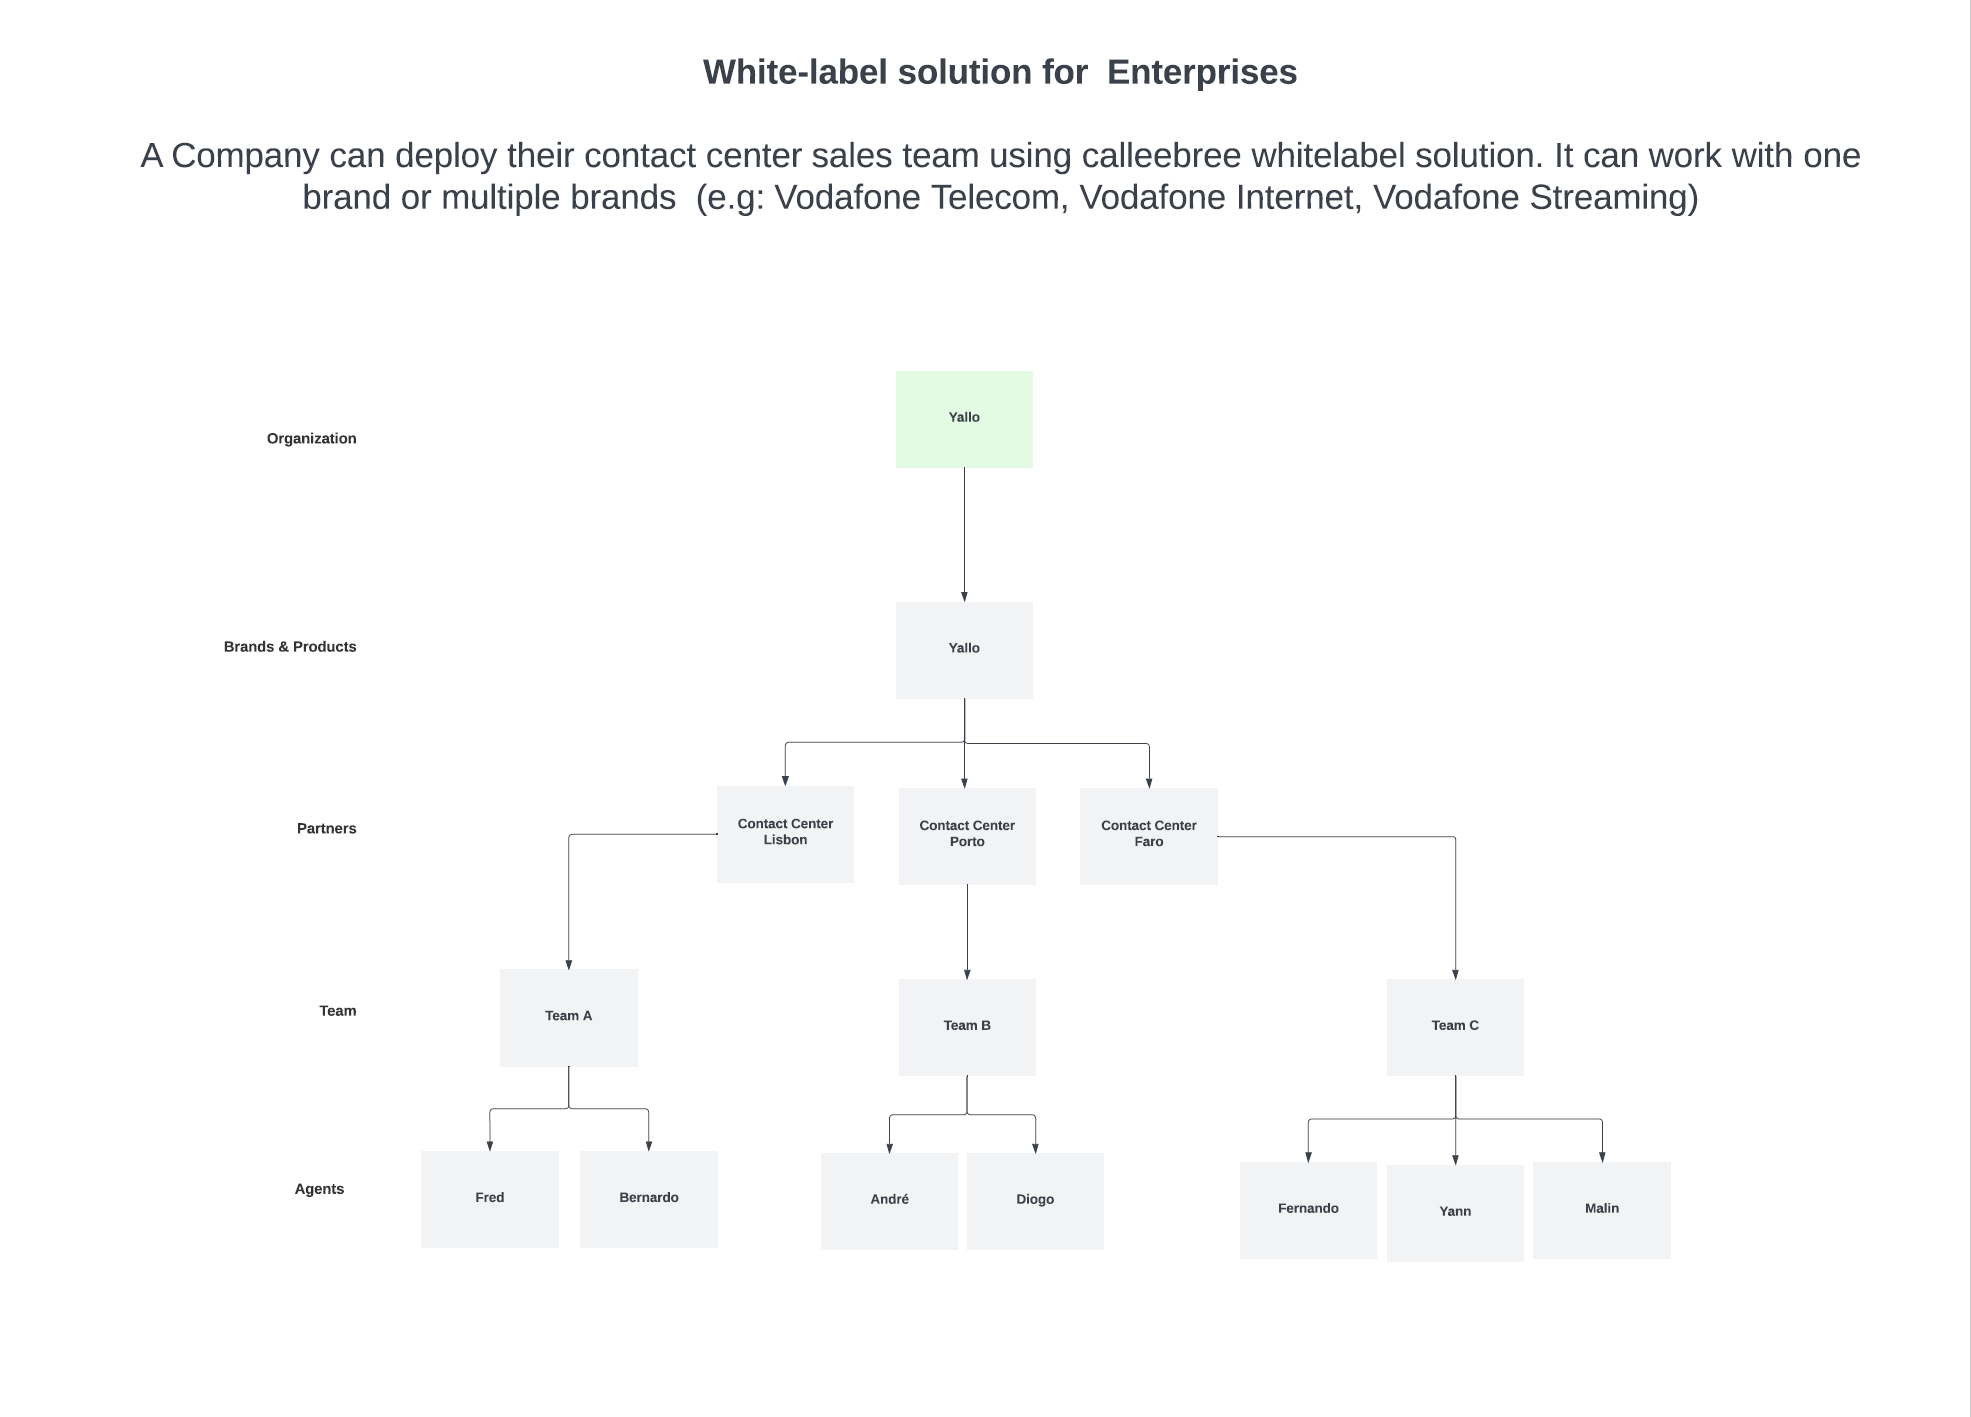 White-label solution for  Enterprises
A Company can deploy their contact center sales team using calleebree whitelabel solution. It can work with one
brand or multiple brands  (e.g: Vodafone Telecom, Vodafone Internet, Vodafone Streaming)
Organization
Yallo
Brands & Products
Yallo
Partners
Contact Center
Lisbon
Contact Center
Porto
Contact Center
Faro
Team
Team A
Team B
Team C
Agents
Fred
Bernardo
André
Diogo
Fernando
Yann
Malin